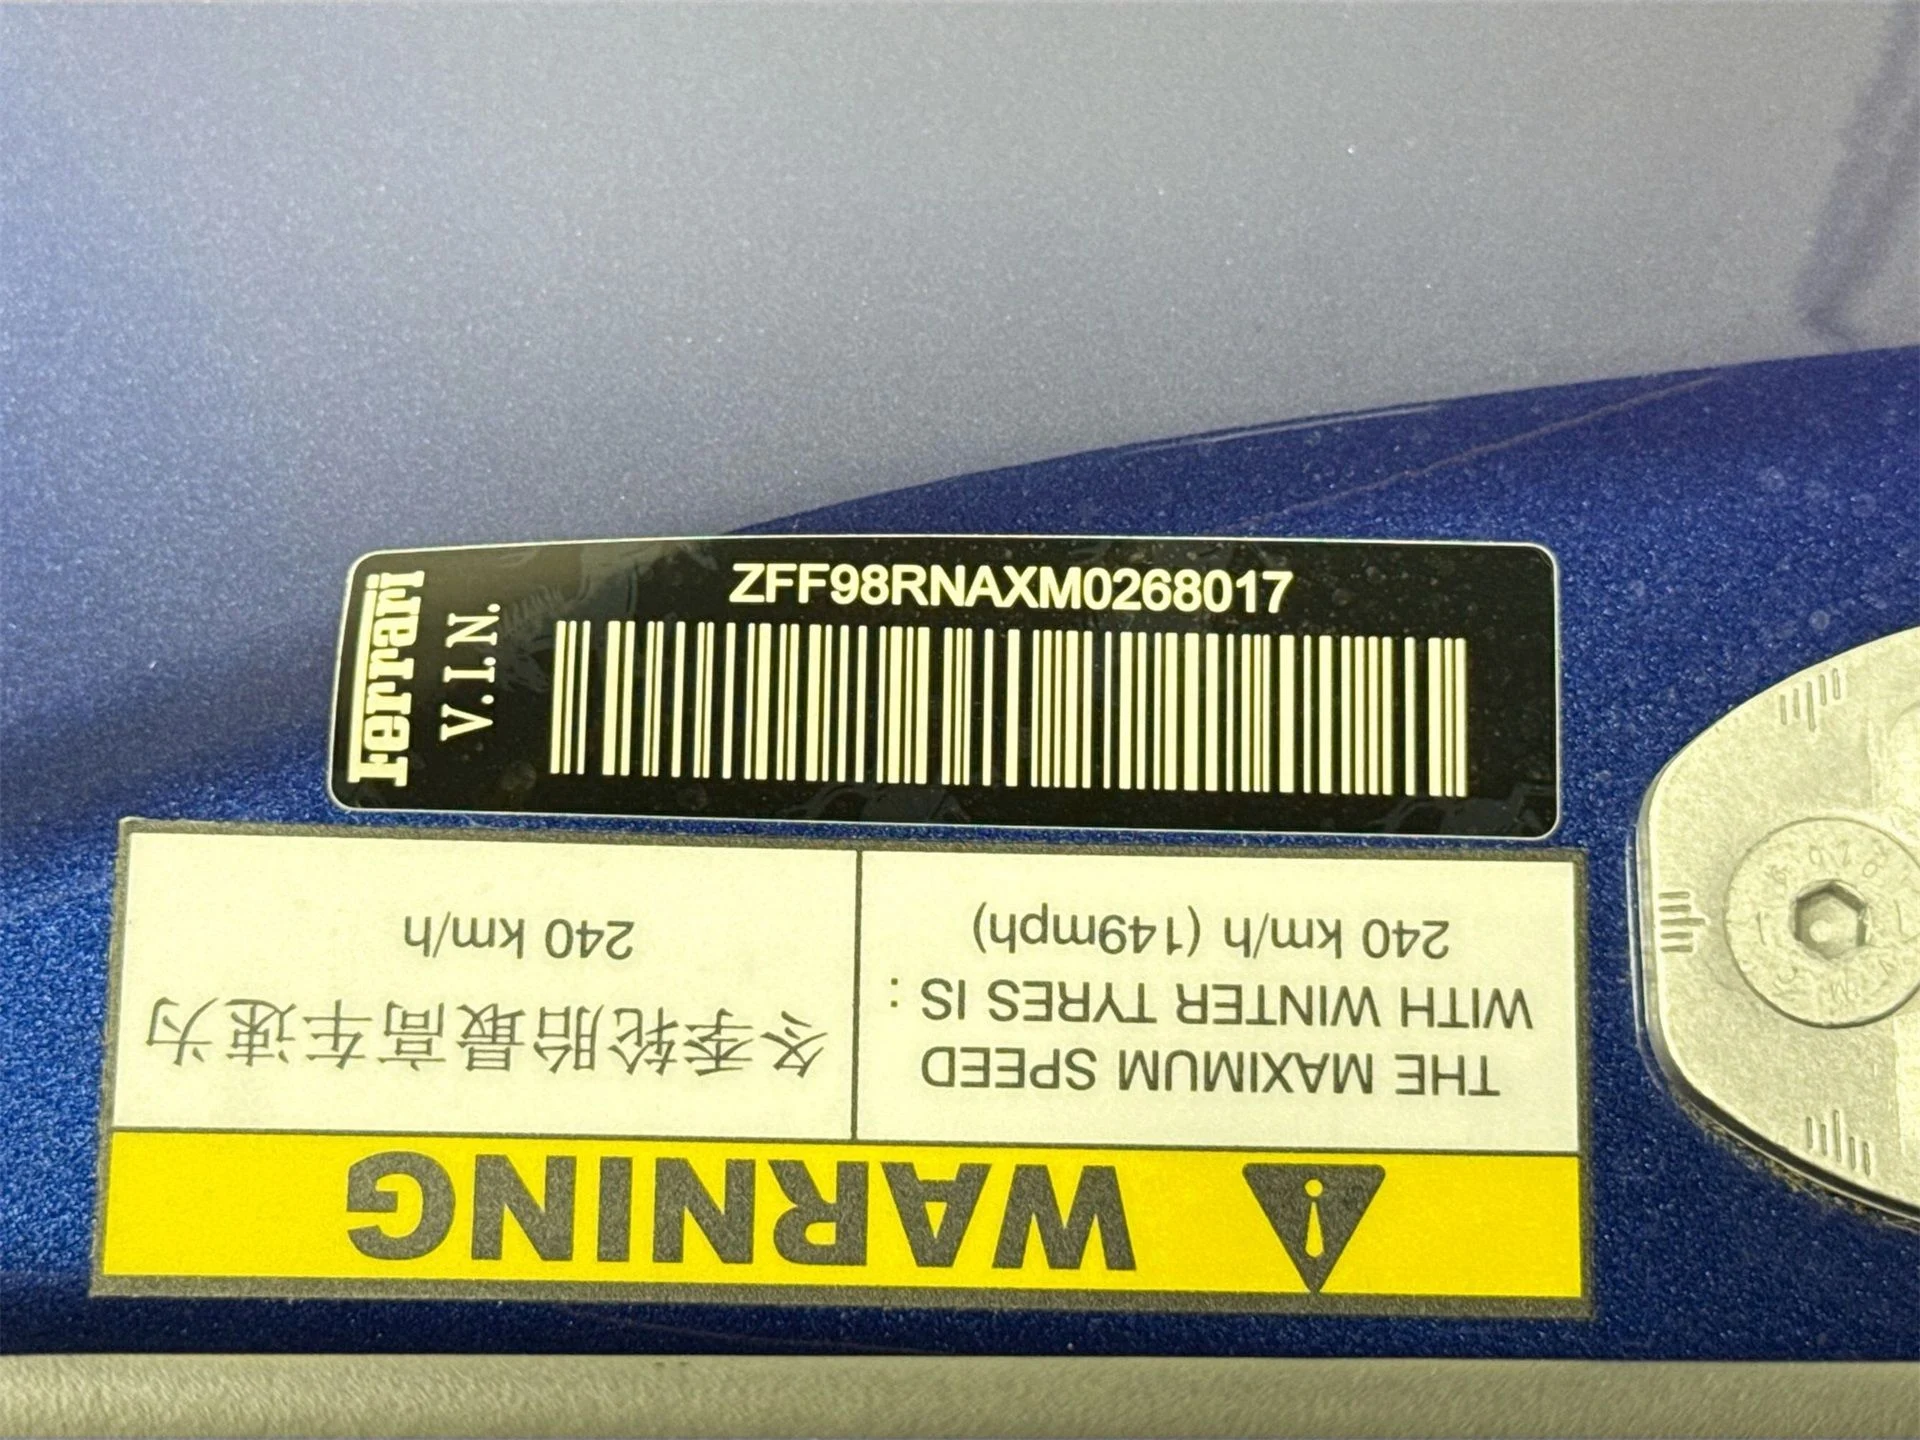 Ferrari
V.I.N.
ZFF98RNAXM0268017
WARNING
THE MAXIMUM SPEED
WITH WINTER TYRES IS :
240 km/h (149mph)
冬季轮胎最高车速为
240 km/h